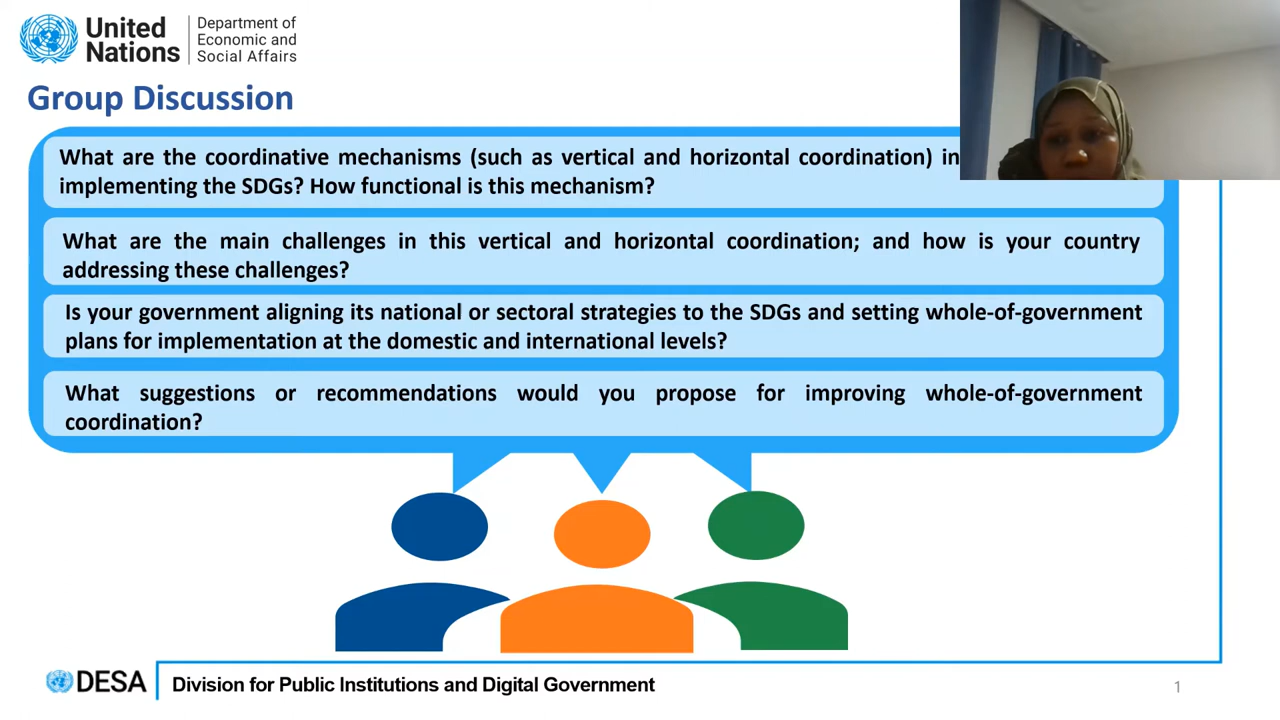 United
Nations
Department of
Economic and
Social Affairs
Group Discussion
What are the coordinative mechanisms (such as vertical and horizontal coordination) in
implementing the SDGs? How functional is this mechanism?
What are the main challenges in this vertical and horizontal coordination; and how is your country
addressing these challenges?
Is your government aligning its national or sectoral strategies to the SDGs and setting whole-of-government
plans for implementation at the domestic and international levels?
What suggestions or recommendations would you propose for improving whole-of-government
coordination?
DESA
Division for Public Institutions and Digital Government
1